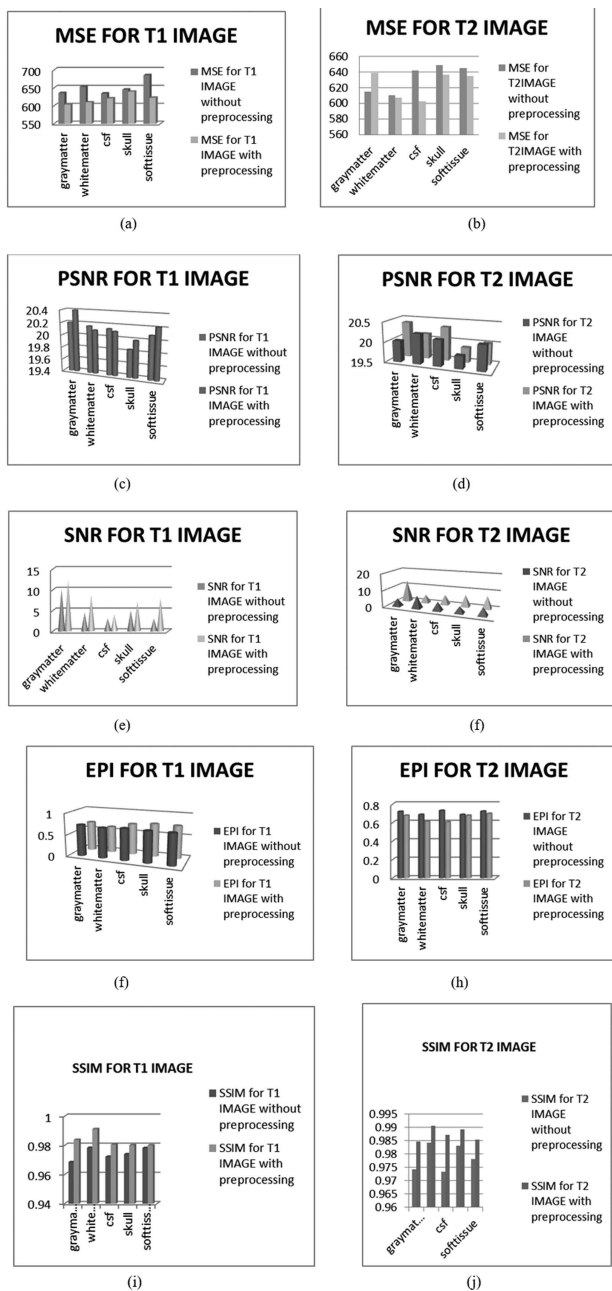 MSE FOR T1 IMAGE
700
650
600
550
graymatter
whitematter
csf
skull
softtissue
MSE for T1
IMAGE
without
preprocessing
MSE for T1
IMAGE with
preprocessing
(a)
MSE FOR T2 IMAGE
660
640
620
600
580
560
graymatter
whitematter
csf
skull
softtissue
MSE for
T2IMAGE
without
preprocessing
MSE for
T2IMAGE with
preprocessing
(b)
PSNR FOR T1 IMAGE
20.4
20.2
20
19.8
19.6
19.4
graymatter
whitematter
csf
skull
softtissue
PSNR for T1
IMAGE without
preprocessing
PSNR for T1
IMAGE with
preprocessing
(c)
PSNR FOR T2 IMAGE
20.5
20
19.5
graymatter
whitematter
csf
skull
softtissue
PSNR for T2
IMAGE
without
preprocessing
PSNR for T2
IMAGE with
preprocessing
(d)
SNR FOR T1 IMAGE
15
10
5
0
graymatter
whitematter
csf
skull
softtissue
SNR for T1
IMAGE without
preprocessing
SNR for T1
IMAGE with
preprocessing
(e)
SNR FOR T2 IMAGE
20
10
0
graymatter
whitematter
csf
skull
softtissue
SNR for T2
IMAGE
without
preprocessing
SNR for T2
IMAGE with
preprocessing
(f)
EPI FOR T1 IMAGE
1
0.5
0
graymatter
whitematter
csf
skull
softtissue
EPI for T1
IMAGE without
preprocessing
EPI for T1
IMAGE with
preprocessing
(f)
EPI FOR T2 IMAGE
0.8
0.6
0.4
0.2
0
graymatter
whitematter
csf
skull
softtissue
EPI for T2
IMAGE
without
preprocessing
EPI for T2
IMAGE with
preprocessing
(h)
SSIM FOR T1 IMAGE
1
0.98
0.96
0.94
grayma...
white...
csf
skull
softtiss...
SSIM for T1
IMAGE without
preprocessing
SSIM for T1
IMAGE with
preprocessing
(i)
SSIM FOR T2 IMAGE
0.995
0.99
0.985
0.98
0.975
0.97
0.965
0.96
graymat...
csf
softtissue
SSIM for T2
IMAGE
without
preprocessing
SSIM for T2
IMAGE with
preprocessing
(j)